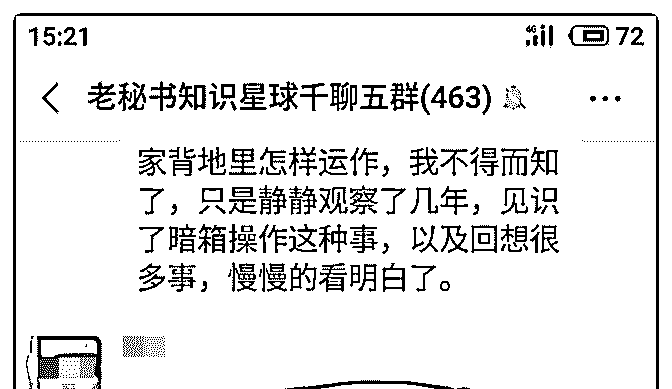 15:21 4G 72
老秘书知识星球千聊五群(463)
家背地里怎样运作，我不得而知
了，只是静静观察了几年，见识
了暗箱操作这种事，以及回想很
多事，慢慢的看明白了。